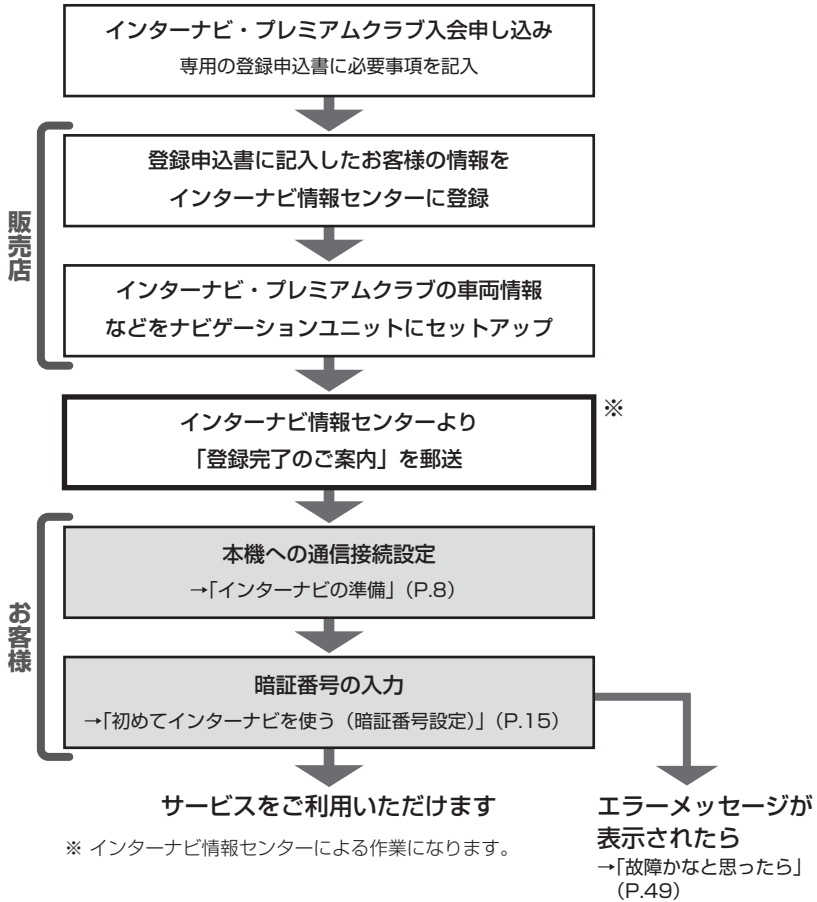 インターナビ・プレミアムクラブ入会申し込み
専用の登録申込書に必要事項を記入
販売店
登録申込書に記入したお客様の情報を
インターナビ情報センターに登録
インターナビ・プレミアムクラブの車両情報
などをナビゲーションユニットにセットアップ
インターナビ情報センターより
「登録完了のご案内」を郵送
※
お客様
本機への通信接続設定
→「インターナビの準備」(P.8)
暗証番号の入力
→「初めてインターナビを使う(暗証番号設定)」(P.15)
サービスをご利用いただけます
※ インターナビ情報センターによる作業になります。
エラーメッセージが
表示されたら
→「故障かなと思ったら」
(P.49)